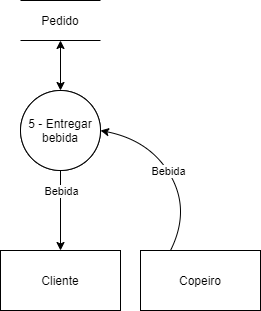 Pedido
5 - Entregar
bebida
Bebida
Bebida
Cliente
Copeiro